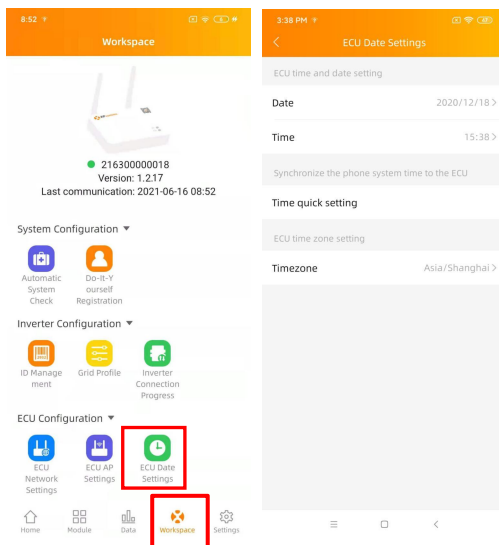 8:52
Workspace
216300000018
Version: 1.2.17
Last communication: 2021-06-16 08:52
System Configuration
Automatic
System
Check
Do-It-Y
ourself
Registration
Inverter Configuration
ID Manage
ment
Grid Profile
Inverter
Connection
Progress
ECU Configuration
ECU
Network
Settings
ECU AP
Settings
ECU Date
Settings
Home
Module
Data
Workspace
Settings
3:38 PM
ECU Date Settings
ECU time and date setting
Date 2020/12/18
Time 15:38
Synchronize the phone system time to the ECU
Time quick setting
ECU time zone setting
Timezone Asia/Shanghai